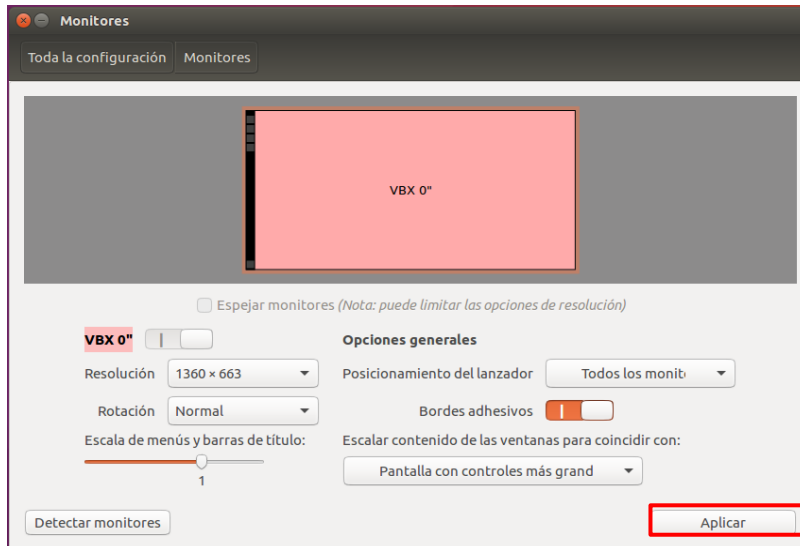 Monitores
Toda la configuración Monitores
VBX 0"
Espejar monitores (Nota: puede limitar las opciones de resolución)
VBX 0" Opciones generales
Resolución 1360 × 663 Posicionamiento del lanzador Todos los monit
Rotación Normal Bordes adhesivos
Escala de menús y barras de título: Escalar contenido de las ventanas para coincidir con:
1 Pantalla con controles más grand
Detectar monitores Aplicar